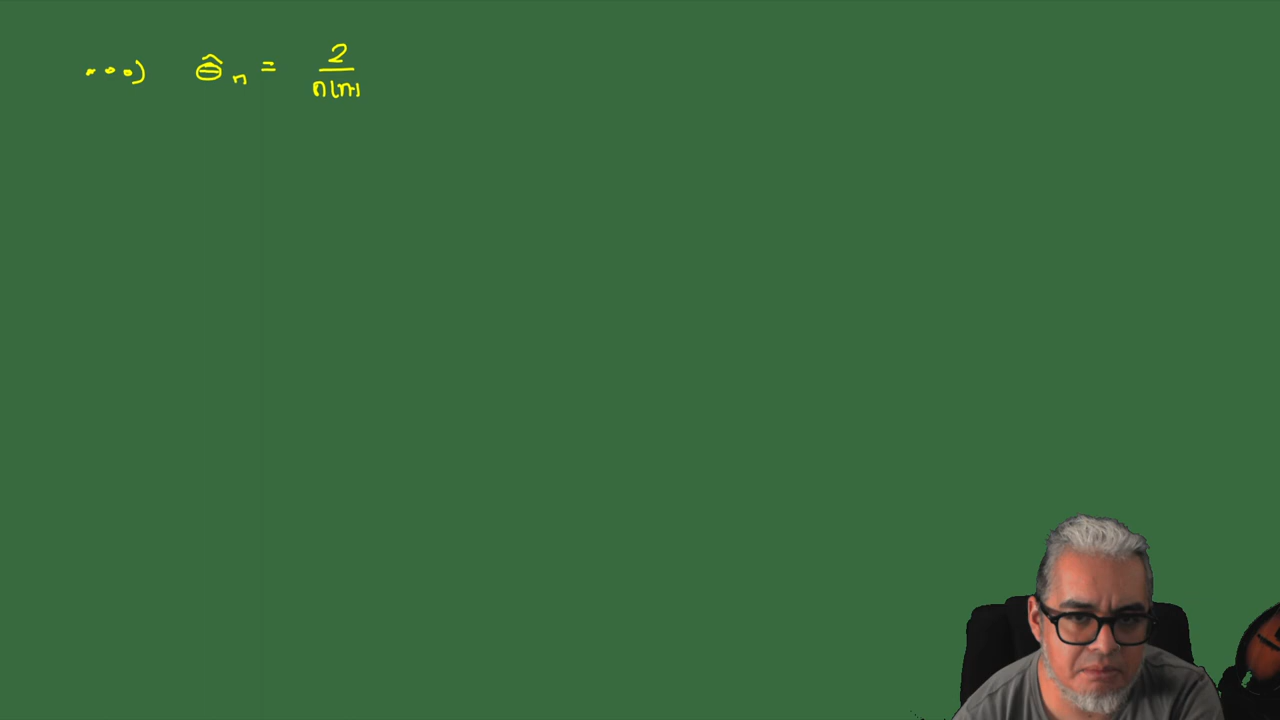 ...) θ̂ₙ = 2 / n(n+1